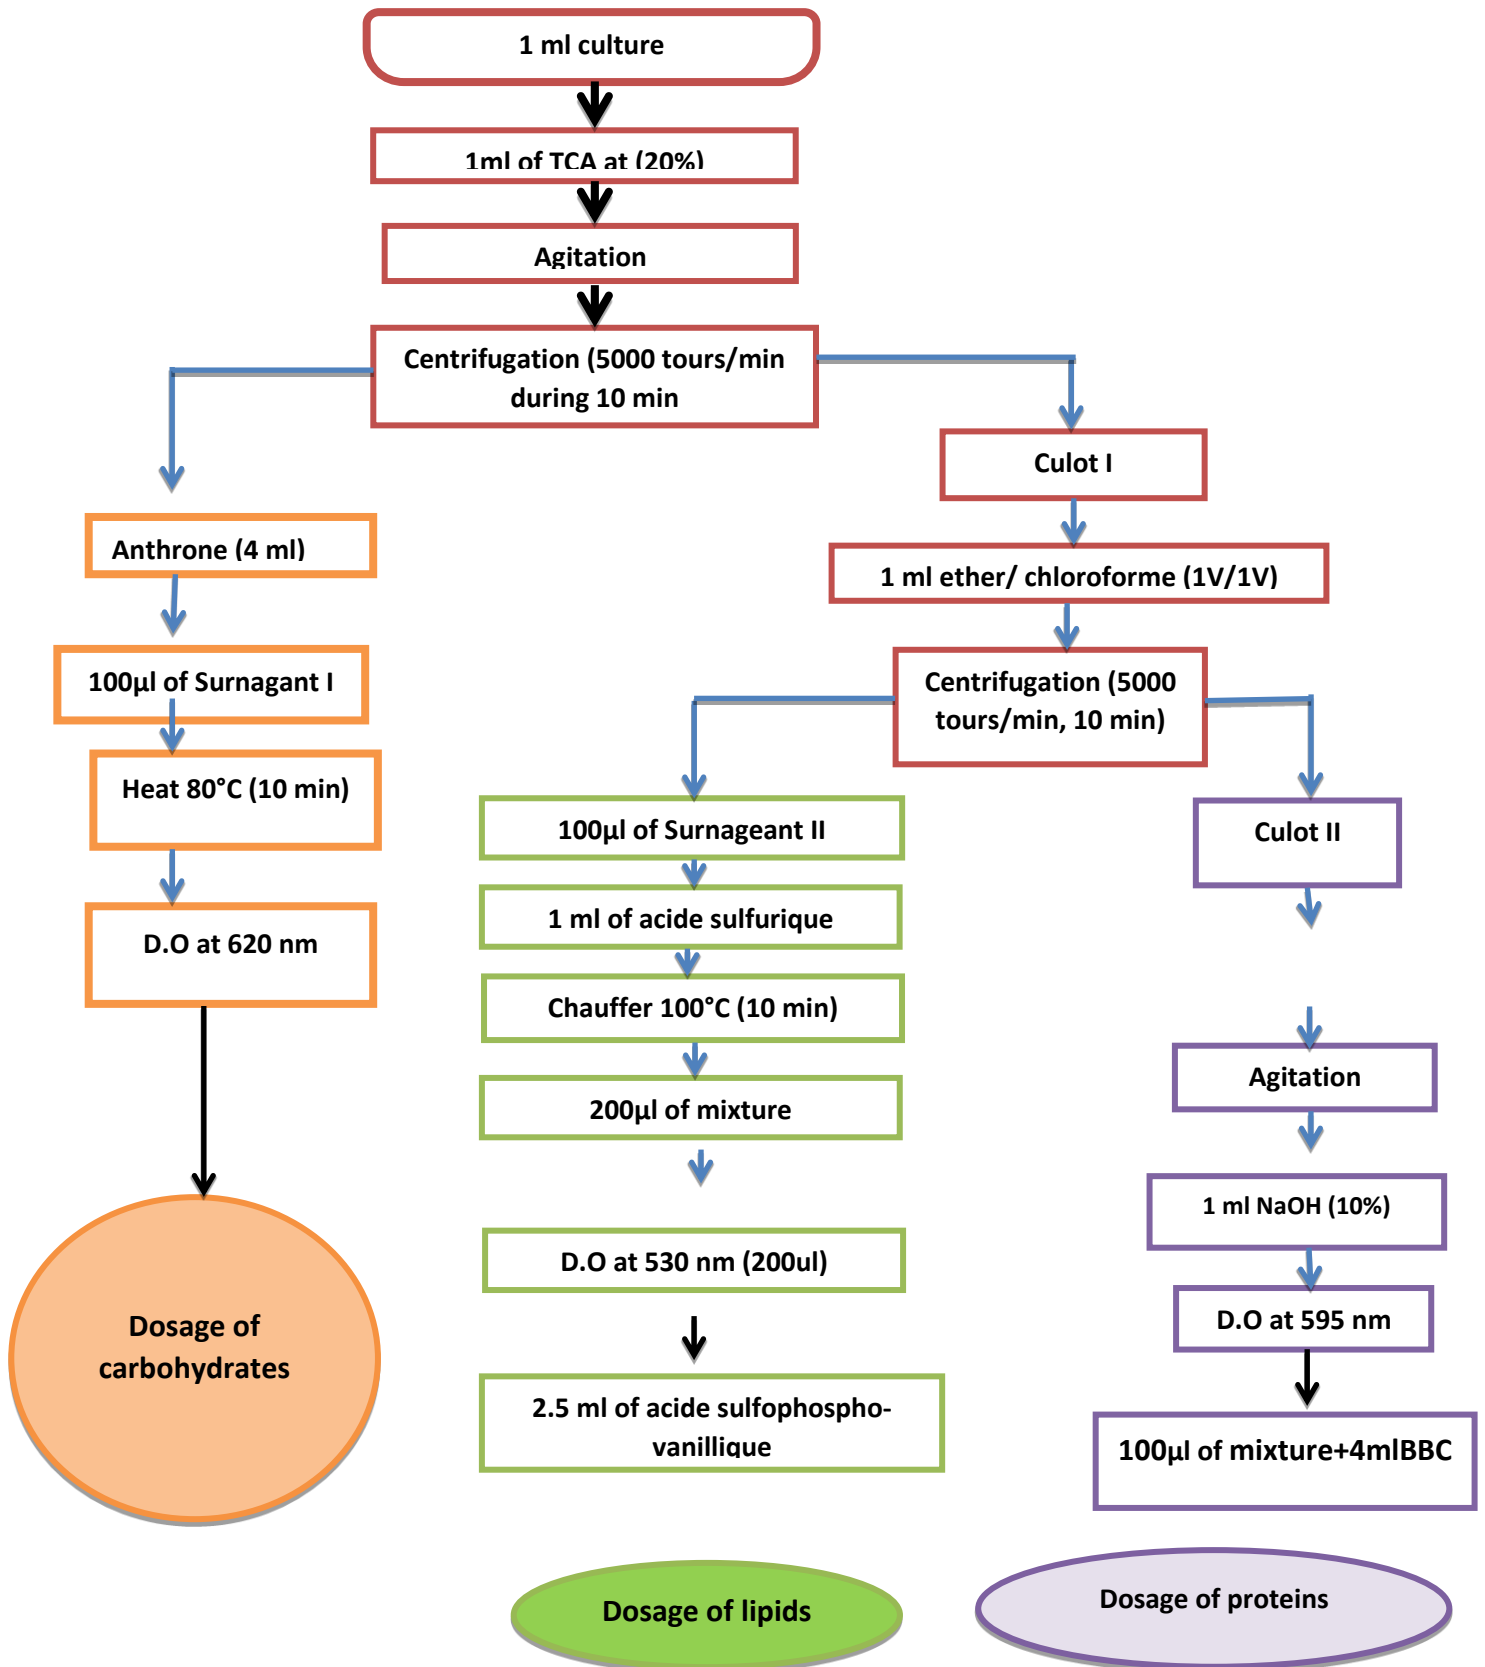 1 ml culture
1ml of TCA at (20%)
Agitation
Centrifugation (5000 tours/min
during 10 min
Anthrone (4 ml)
100µl of Surnagant I
Heat 80°C (10 min)
D.O at 620 nm
Dosage of
carbohydrates
Culot I
1 ml ether/ chloroforme (1V/1V)
Centrifugation (5000
tours/min, 10 min)
100µl of Surnageant II
1 ml of acide sulfurique
Chauffer 100°C (10 min)
200µl of mixture
D.O at 530 nm (200ul)
2.5 ml of acide sulfophospho-
vanillique
Dosage of lipids
Culot II
Agitation
1 ml NaOH (10%)
D.O at 595 nm
100µl of mixture+4mlBBC
Dosage of proteins